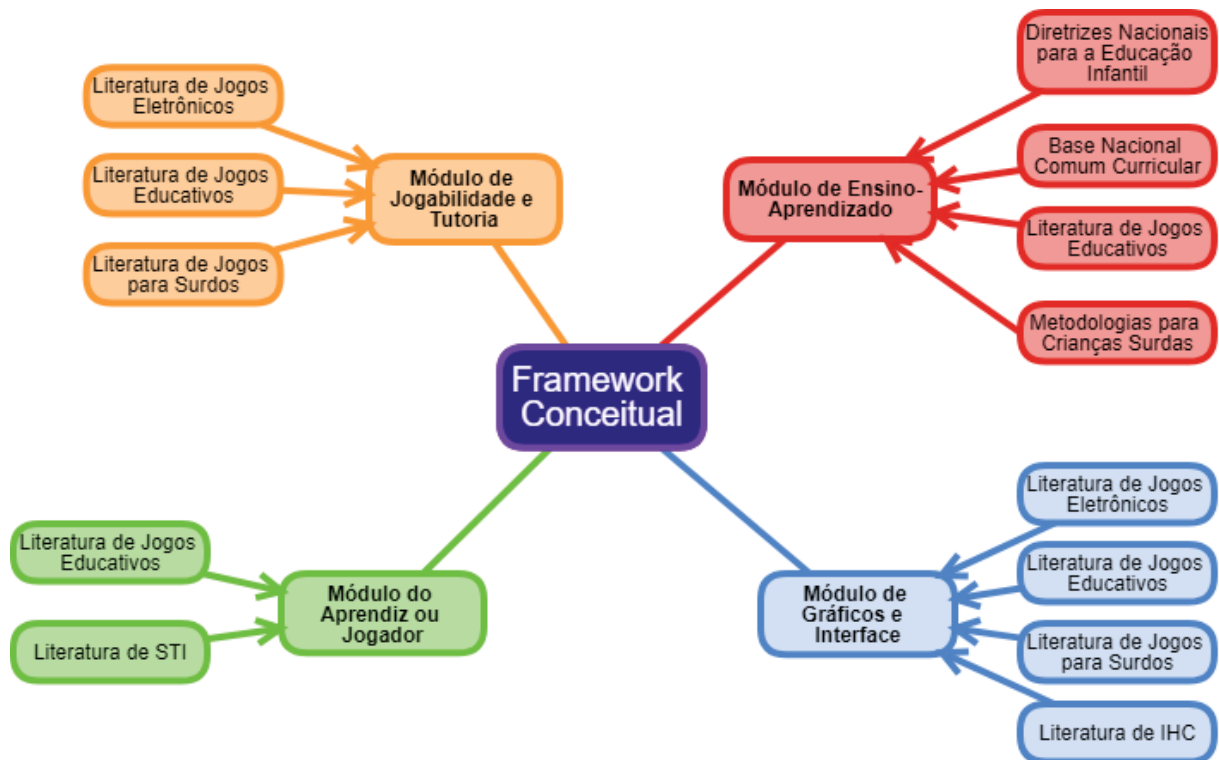 Literatura de Jogos
Eletrônicos
Literatura de Jogos
Educativos
Literatura de Jogos
para Surdos
Módulo de
Jogabilidade e
Tutoria
Diretrizes Nacionais
para a Educação
Infantil
Base Nacional
Comum Curricular
Literatura de Jogos
Educativos
Metodologias para
Crianças Surdas
Módulo de Ensino-
Aprendizado
Framework
Conceitual
Literatura de Jogos
Educativos
Literatura de STI
Módulo do
Aprendiz ou
Jogador
Módulo de
Gráficos e
Interface
Literatura de Jogos
Eletrônicos
Literatura de Jogos
Educativos
Literatura de Jogos
para Surdos
Literatura de IHC